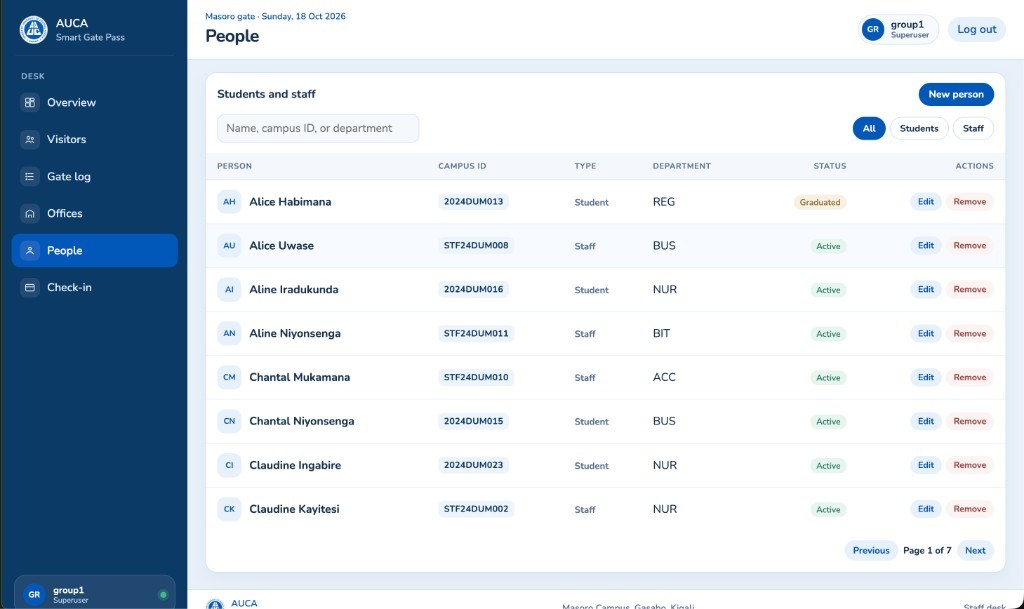 AUCA
Smart Gate Pass
DESK
Overview
Visitors
Gate log
Offices
People
Check-in
GR group1
Superuser
Masoro gate · Sunday, 18 Oct 2026
People
GR group1
Superuser
Log out
Students and staff
New person
Name, campus ID, or department
All Students Staff
PERSON CAMPUS ID TYPE DEPARTMENT STATUS ACTIONS
AH Alice Habimana 2024DUM013 Student REG Graduated Edit Remove
AU Alice Uwase STF24DUM008 Staff BUS Active Edit Remove
AI Aline Iradukunda 2024DUM016 Student NUR Active Edit Remove
AN Aline Niyonsenga STF24DUM011 Staff BIT Active Edit Remove
CM Chantal Mukamana STF24DUM010 Staff ACC Active Edit Remove
CN Chantal Niyonsenga 2024DUM015 Student BUS Active Edit Remove
CI Claudine Ingabire 2024DUM023 Student NUR Active Edit Remove
CK Claudine Kayitesi STF24DUM002 Staff NUR Active Edit Remove
Previous Page 1 of 7 Next
AUCA Masoro Campus, Gasabo, Kigali Staff desk